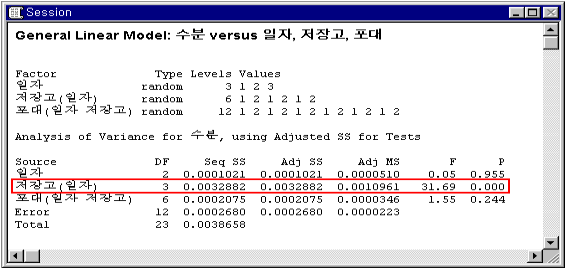 Session
General Linear Model: 수분 versus 일자, 저장고, 포대
Factor Type Levels Values
일자 random 3 1 2 3
저장고(일자) random 6 1 2 1 2 1 2
포대(일자 저장고) random 12 1 2 1 2 1 2 1 2 1 2 1 2
Analysis of Variance for 수분, using Adjusted SS for Tests
Source DF Seq SS Adj SS Adj MS F P
일자 2 0.0001021 0.0001021 0.0000510 0.05 0.955
저장고(일자) 3 0.0032882 0.0032882 0.0010961 31.69 0.000
포대(일자 저장고) 6 0.0002075 0.0002075 0.0000346 1.55 0.244
Error 12 0.0002680 0.0002680 0.0000223
Total 23 0.0038658